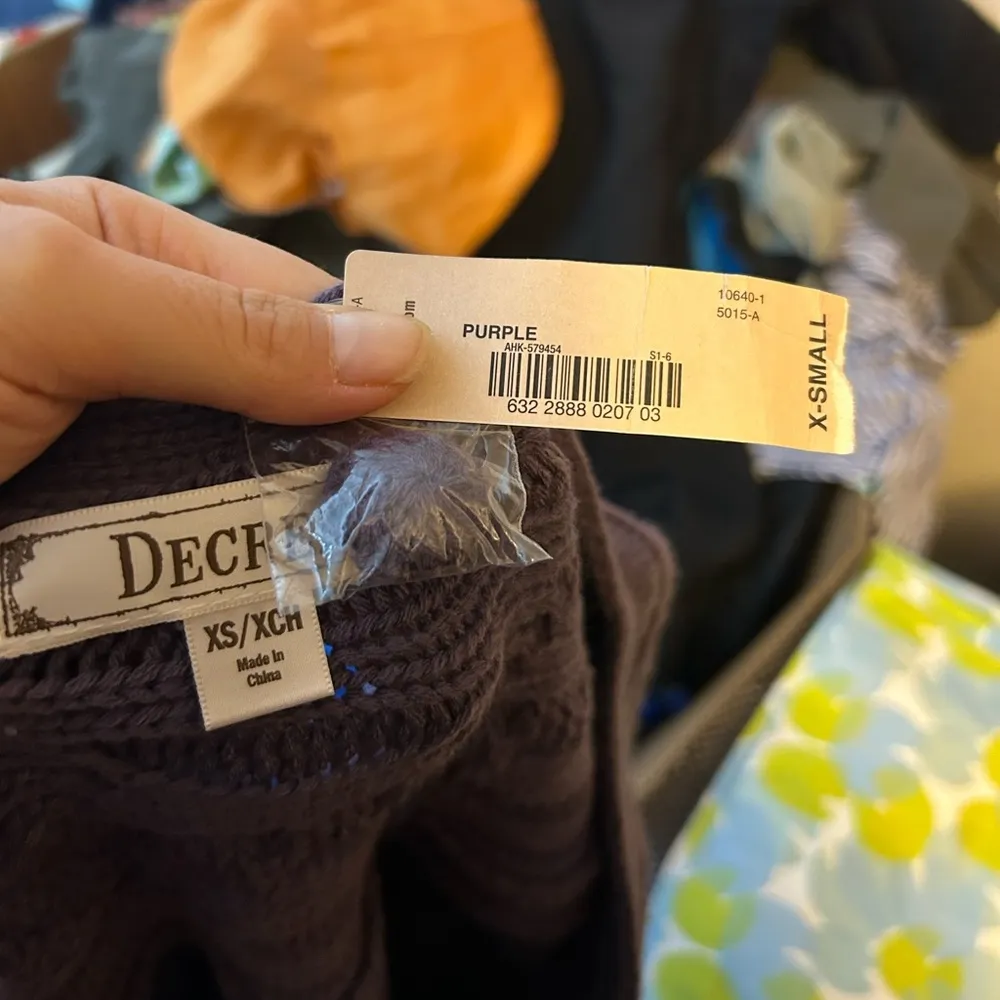 -A
om
PURPLE
AHK-579454
S1-6
632 2888 0207 03
10640-1
5015-A
X-SMALL
DECR
XS/XCH
Made In
China